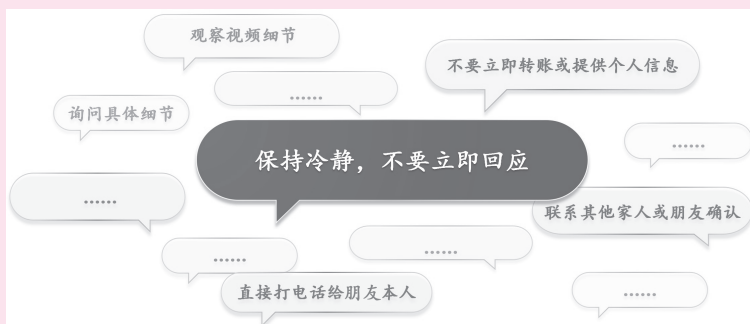 观察视频细节
不要立即转账或提供个人信息
……
询问具体细节
保持冷静，不要立即回应
……
……
联系其他家人或朋友确认
……
……
直接打电话给朋友本人
……